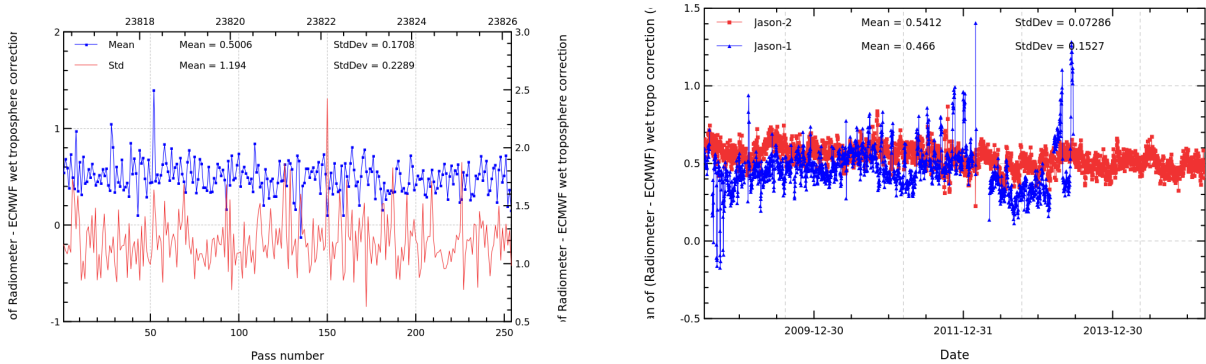 23818 23820 23822 23824 23826
2 3.0
Mean Mean = 0.5006 StdDev = 0.1708
Std Mean = 1.194 StdDev = 0.2289
2.5
1
2.0
1.5
0
1.0
-1 0.5
50 100 150 200 250
Pass number
of Radiometer - ECMWF wet troposphere correction
of Radiometer - ECMWF wet troposphere correction
1.5
Jason-2 Mean = 0.5412 StdDev = 0.07286
Jason-1 Mean = 0.466 StdDev = 0.1527
1.0
0.5
0.0
-0.5
2009-12-30 2011-12-31 2013-12-30
Date
of (Radiometer - ECMWF) wet tropo correction (